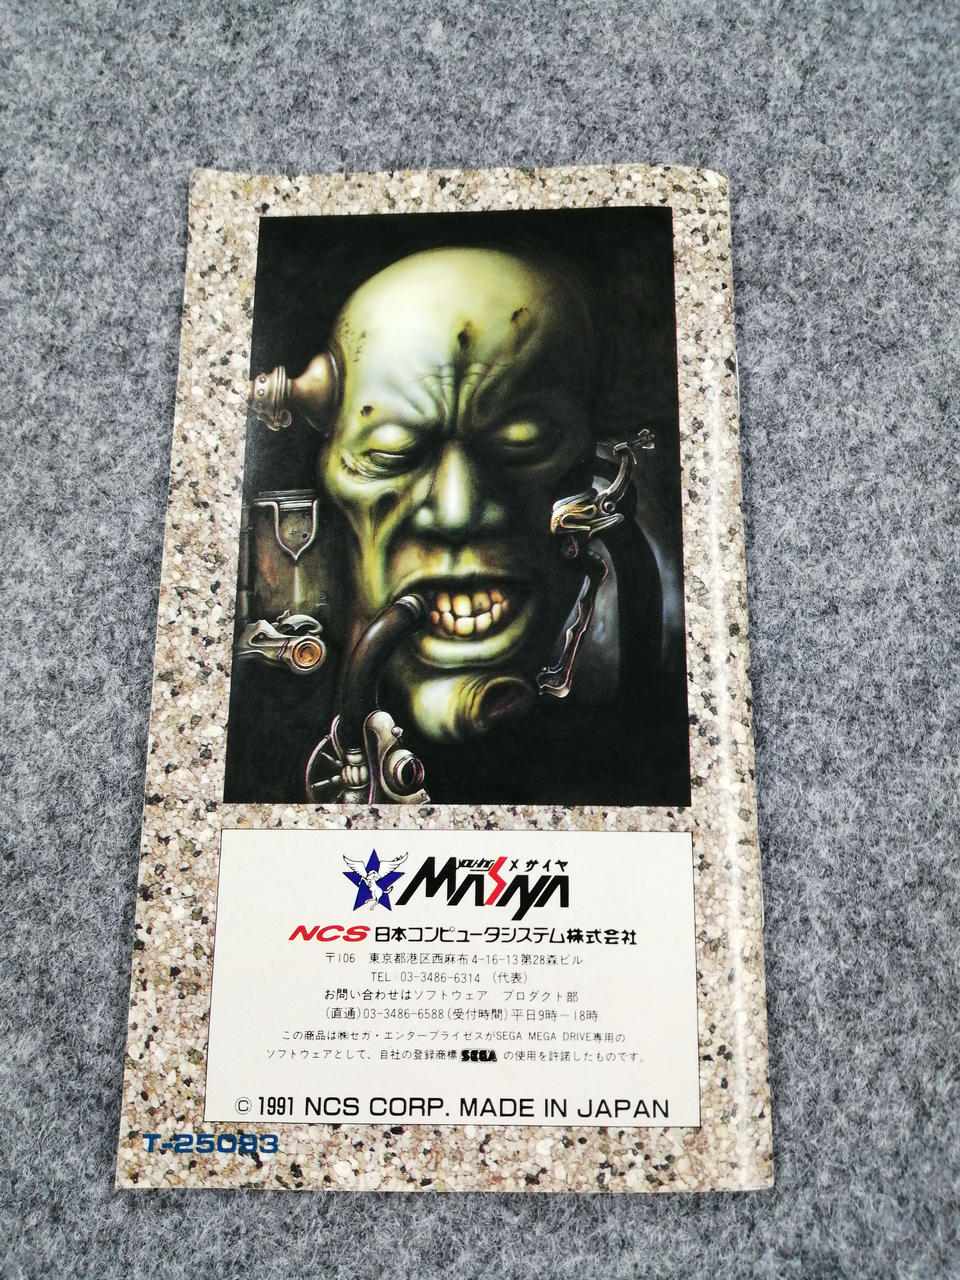 メサイヤ
MASAYA
NCS 日本コンピュータシステム株式会社
〒106 東京都港区西麻布4-16-13第28森ビル
TEL 03-3486-6314 (代表)
お問い合わせはソフトウェア プロダクト部
(直通)03-3486-6588(受付時間)平日9時〜18時
この商品は㈱セガ・エンタープライゼスがSEGA MEGA DRIVE専用の
ソフトウェアとして、自社の登録商標 SEGA の使用を許諾したものです。
© 1991 NCS CORP. MADE IN JAPAN
T-25083